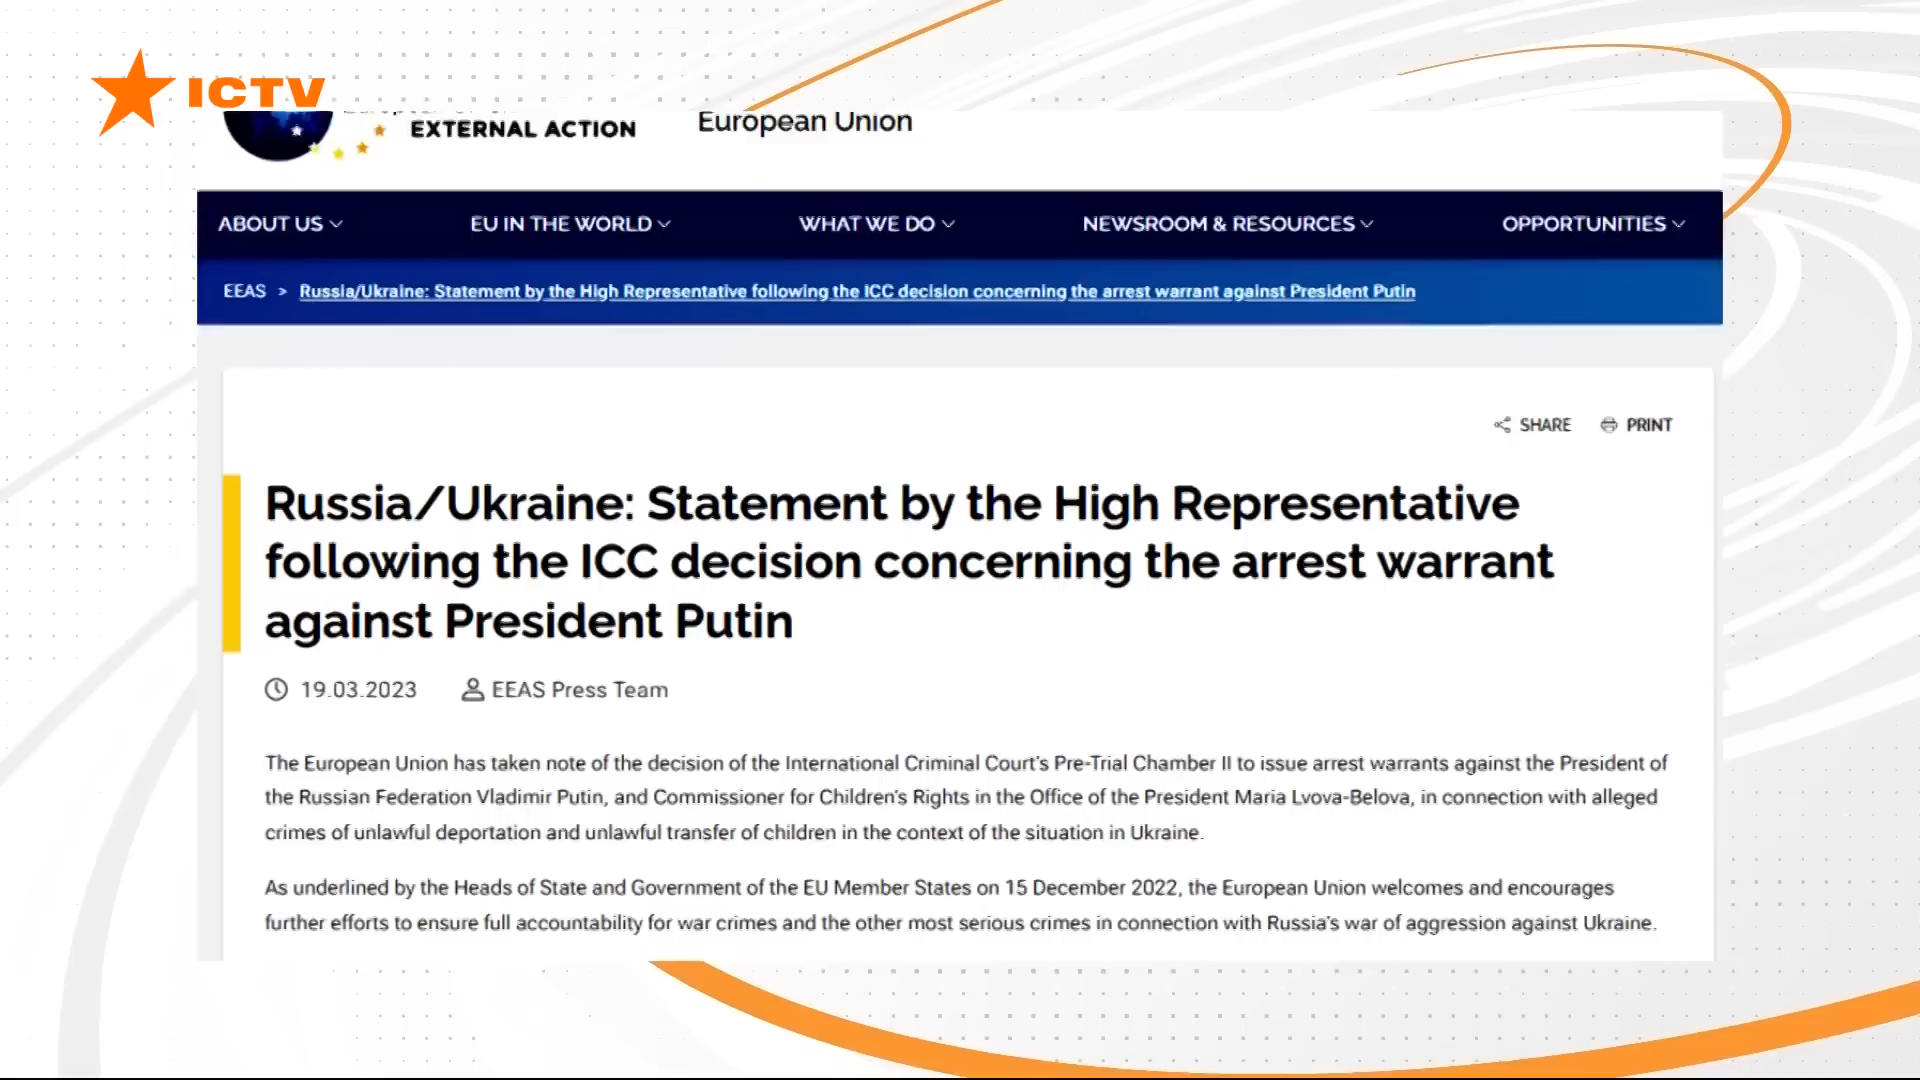 ICTV
EXTERNAL ACTION
European Union
ABOUT US
EU IN THE WORLD
WHAT WE DO
NEWSROOM & RESOURCES
OPPORTUNITIES
EEAS > Russia/Ukraine: Statement by the High Representative following the ICC decision concerning the arrest warrant against President Putin
SHARE
PRINT
Russia/Ukraine: Statement by the High Representative
following the ICC decision concerning the arrest warrant
against President Putin
19.03.2023
EEAS Press Team
The European Union has taken note of the decision of the International Criminal Court's Pre-Trial Chamber II to issue arrest warrants against the President of
the Russian Federation Vladimir Putin, and Commissioner for Children's Rights in the Office of the President Maria Lvova-Belova, in connection with alleged
crimes of unlawful deportation and unlawful transfer of children in the context of the situation in Ukraine.
As underlined by the Heads of State and Government of the EU Member States on 15 December 2022, the European Union welcomes and encourages
further efforts to ensure full accountability for war crimes and the other most serious crimes in connection with Russia's war of aggression against Ukraine.